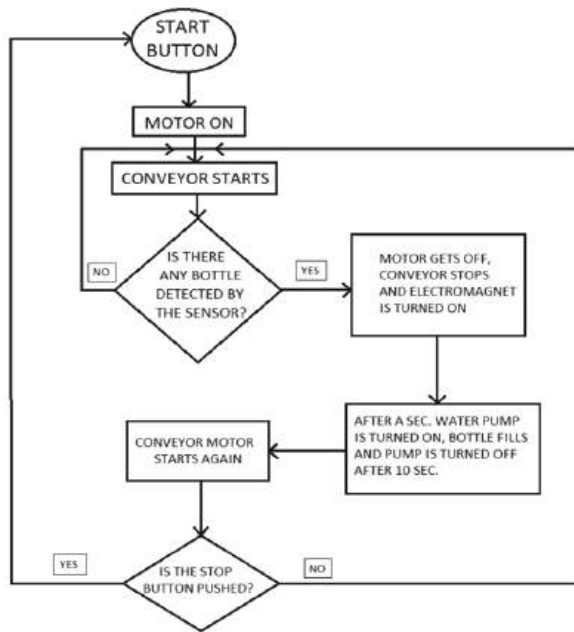 START
BUTTON
MOTOR ON
CONVEYOR STARTS
IS THERE
ANY BOTTLE
DETECTED BY
THE SENSOR?
NO
YES
MOTOR GETS OFF,
CONVEYOR STOPS
AND ELECTROMAGNET
IS TURNED ON
AFTER A SEC. WATER PUMP
IS TURNED ON, BOTTLE FILLS
AND PUMP IS TURNED OFF
AFTER 10 SEC.
CONVEYOR MOTOR
STARTS AGAIN
IS THE STOP
BUTTON PUSHED?
YES
NO